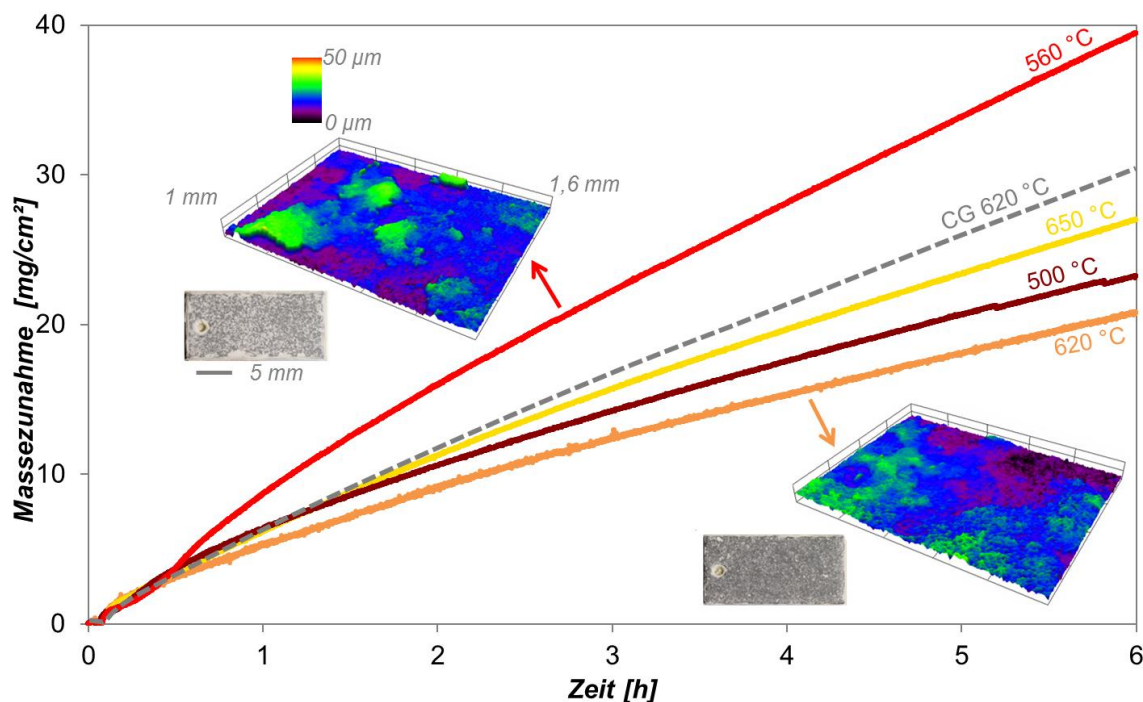 40
30
20
10
0
Massezunahme [mg/cm²]
0
1
2
3
4
5
6
Zeit [h]
50 µm
0 µm
1 mm
1,6 mm
5 mm
560 °C
CG 620 °C
650 °C
500 °C
620 °C